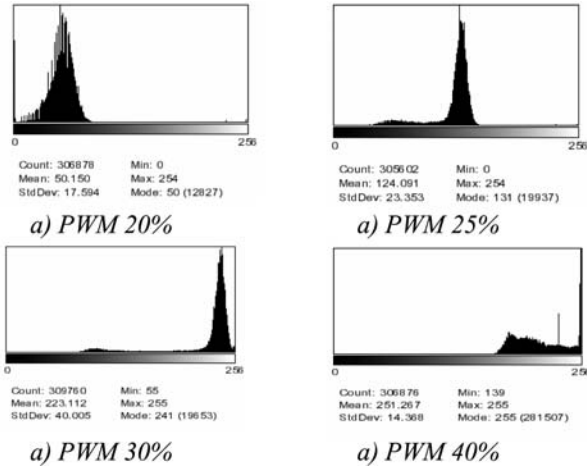 0 256
Count: 306878 Min: 0
Mean: 50.150 Max: 254
StdDev: 17.594 Mode: 50 (12827)
a) PWM 20%
0 256
Count: 305602 Min: 0
Mean: 124.091 Max: 254
StdDev: 23.353 Mode: 131 (19937)
a) PWM 25%
0 256
Count: 309760 Min: 55
Mean: 223.112 Max: 255
StdDev: 40.005 Mode: 241 (19653)
a) PWM 30%
0 256
Count: 306876 Min: 139
Mean: 251.267 Max: 255
StdDev: 14.368 Mode: 255 (281507)
a) PWM 40%